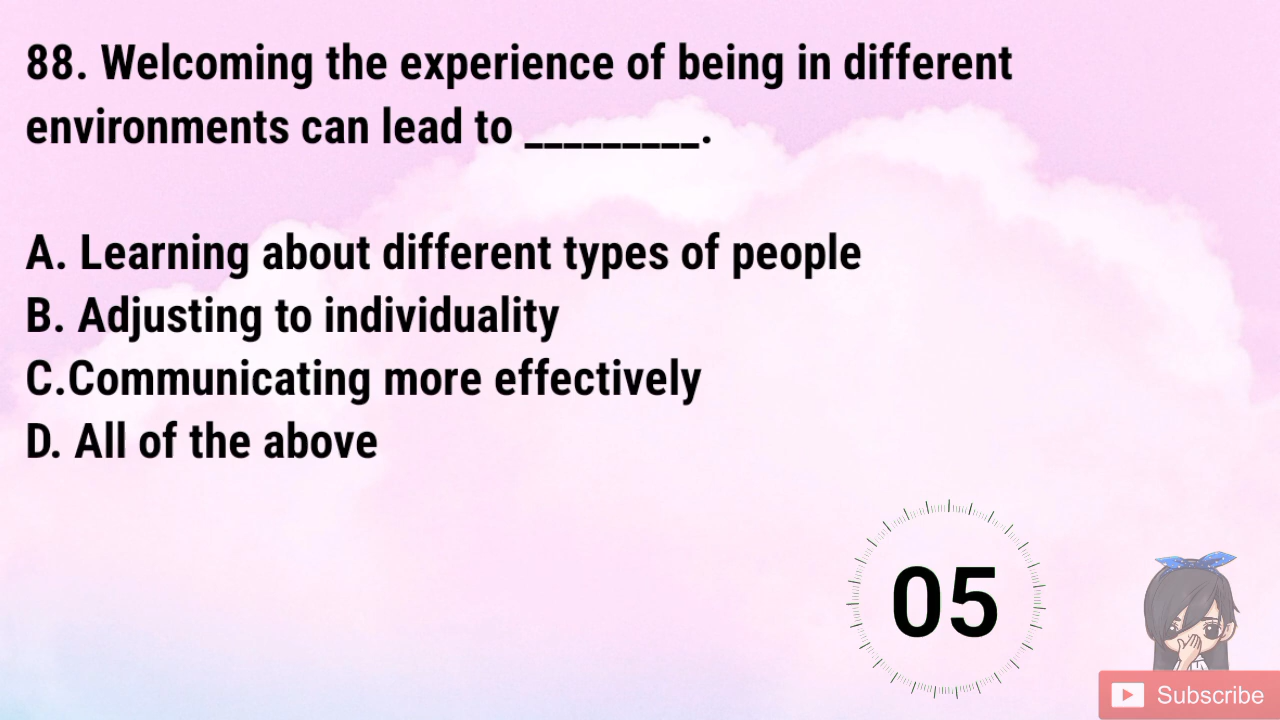 88. Welcoming the experience of being in different
environments can lead to _________.
A. Learning about different types of people
B. Adjusting to individuality
C.Communicating more effectively
D. All of the above
05
Subscribe